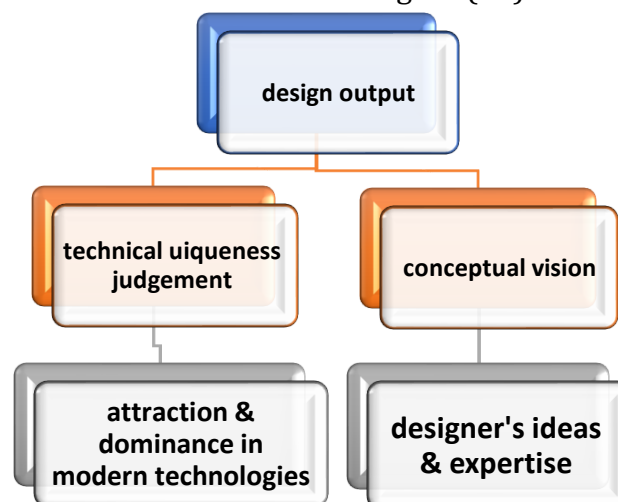 design output
technical uiqueness
judgement
conceptual vision
attraction &
dominance in
modern technologies
designer's ideas
& expertise